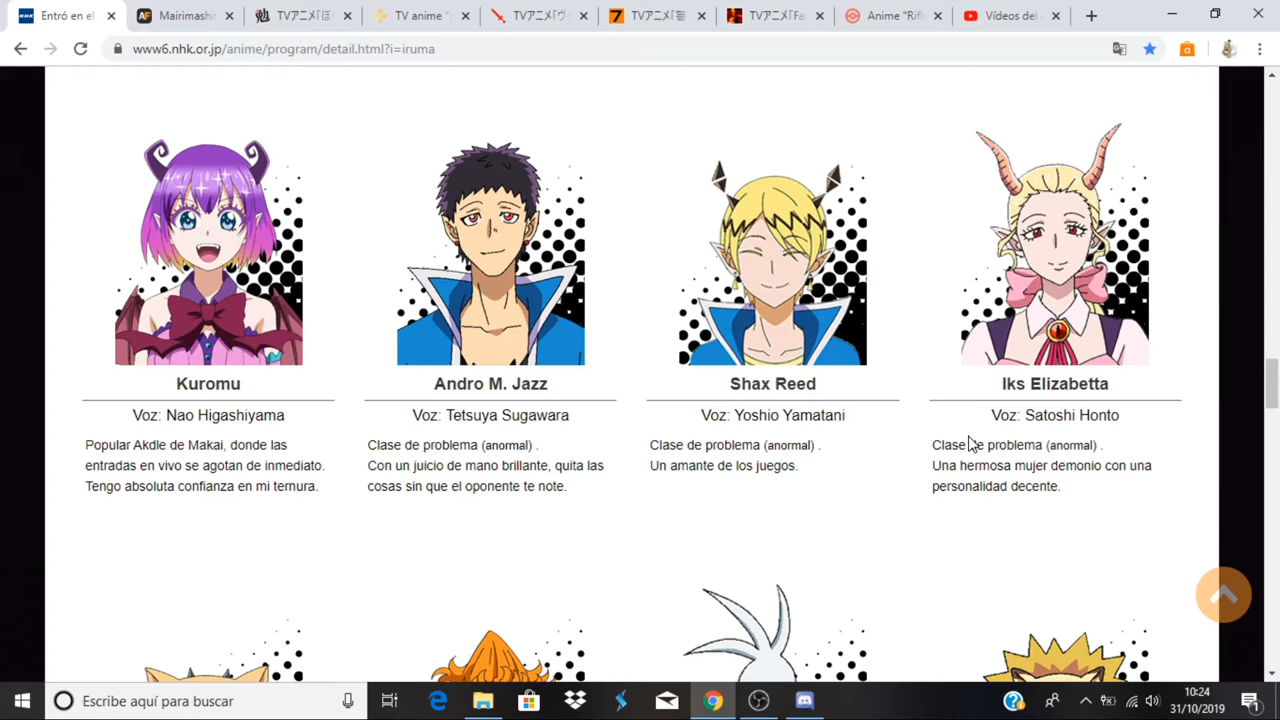 Entró en el
Mairimash
TVアニメ「ほ
TV anime "
TVアニメ「ヴィ
TVアニメ「警
TVアニメ「Fa
Anime "Rifl
Vídeos del
www6.nhk.or.jp/anime/program/detail.html?i=iruma
Kuromu
Voz: Nao Higashiyama
Popular Akdle de Makai, donde las
entradas en vivo se agotan de inmediato.
Tengo absoluta confianza en mi ternura.
Andro M. Jazz
Voz: Tetsuya Sugawara
Clase de problema (anormal) .
Con un juicio de mano brillante, quita las
cosas sin que el oponente te note.
Shax Reed
Voz: Yoshio Yamatani
Clase de problema (anormal) .
Un amante de los juegos.
Iks Elizabetta
Voz: Satoshi Honto
Clase de problema (anormal) .
Una hermosa mujer demonio con una
personalidad decente.
Escribe aquí para buscar
10:24
31/10/2019